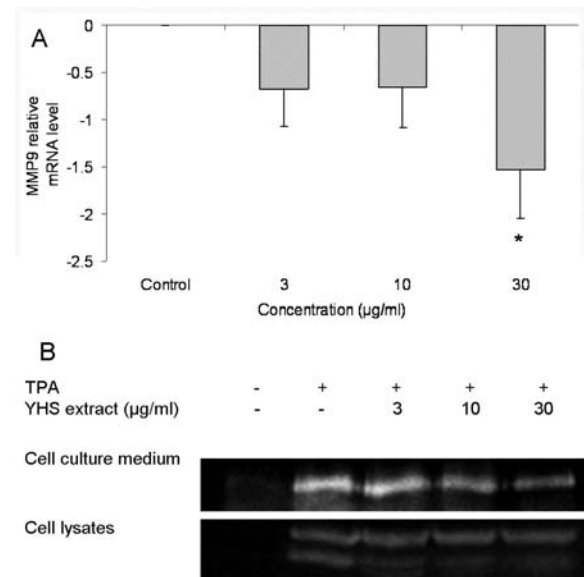 A
0
-0.5
-1
-1.5
-2
-2.5
MMP9 relative
mRNA level
*
Control 3 10 30
Concentration (µg/ml)
B
TPA - + + + +
YHS extract (µg/ml) - - 3 10 30
Cell culture medium
Cell lysates